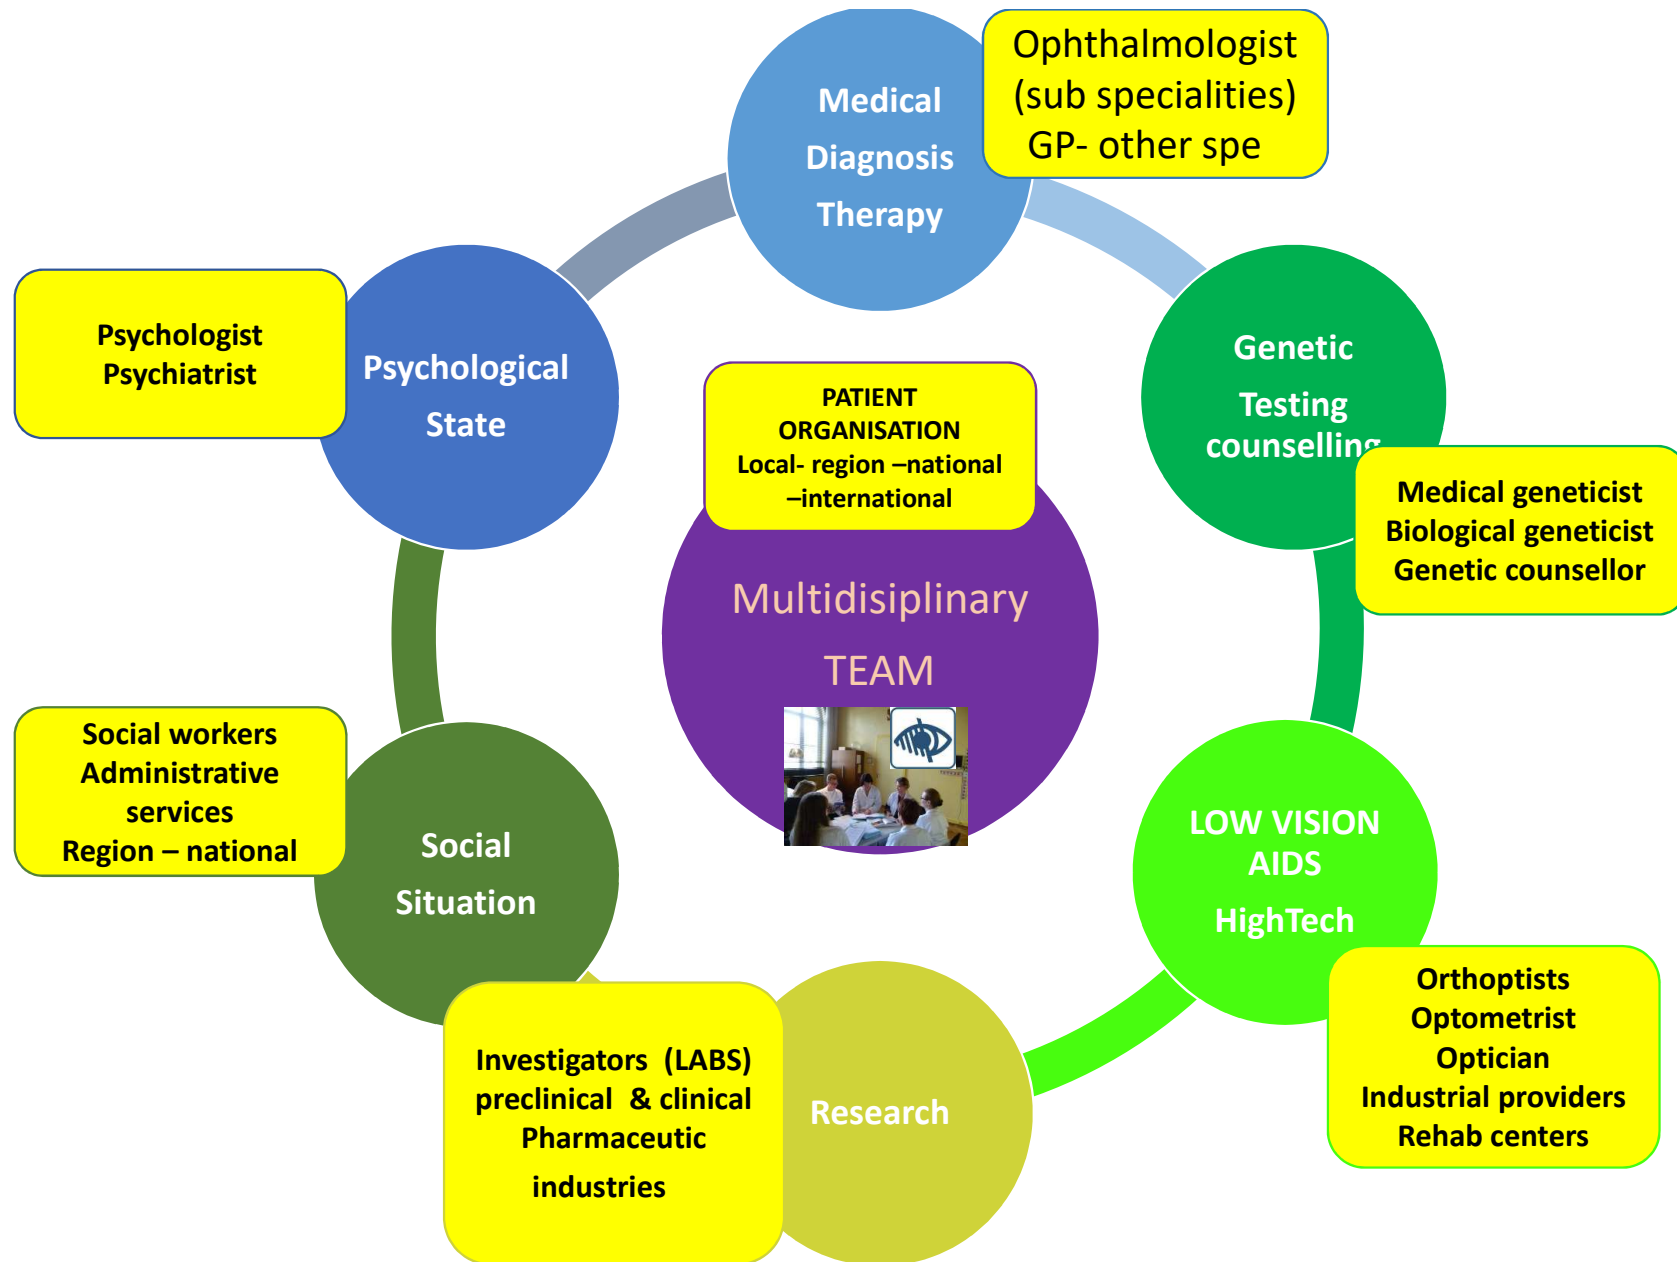 Medical
Diagnosis
Therapy
Ophthalmologist
(sub specialities)
GP- other spe
Genetic
Testing
counselling
Medical geneticist
Biological geneticist
Genetic counsellor
LOW VISION
AIDS
HighTech
Orthoptists
Optometrist
Optician
Industrial providers
Rehab centers
Research
Investigators (LABS)
preclinical & clinical
Pharmaceutic
industries
Social
Situation
Social workers
Administrative
services
Region – national
Psychological
State
Psychologist
Psychiatrist
PATIENT
ORGANISATION
Local- region –national
–international
Multidisiplinary
TEAM